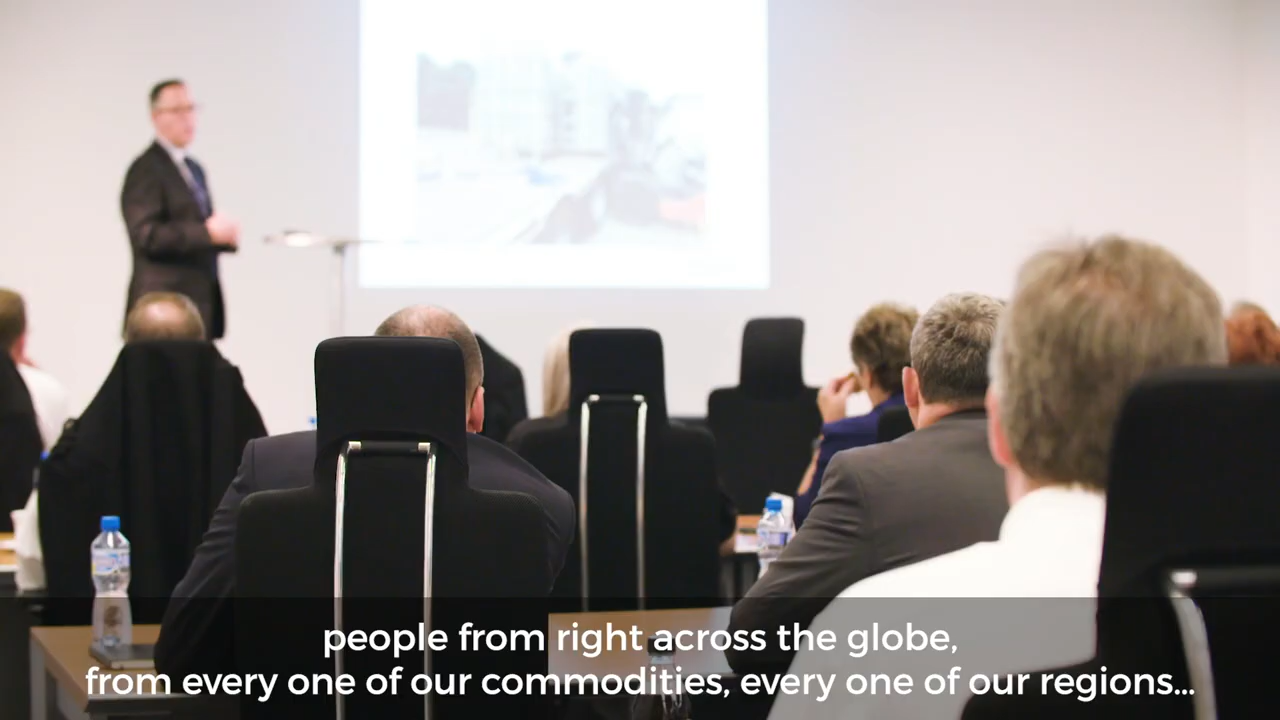 people from right across the globe,
from every one of our commodities, every one of our regions...